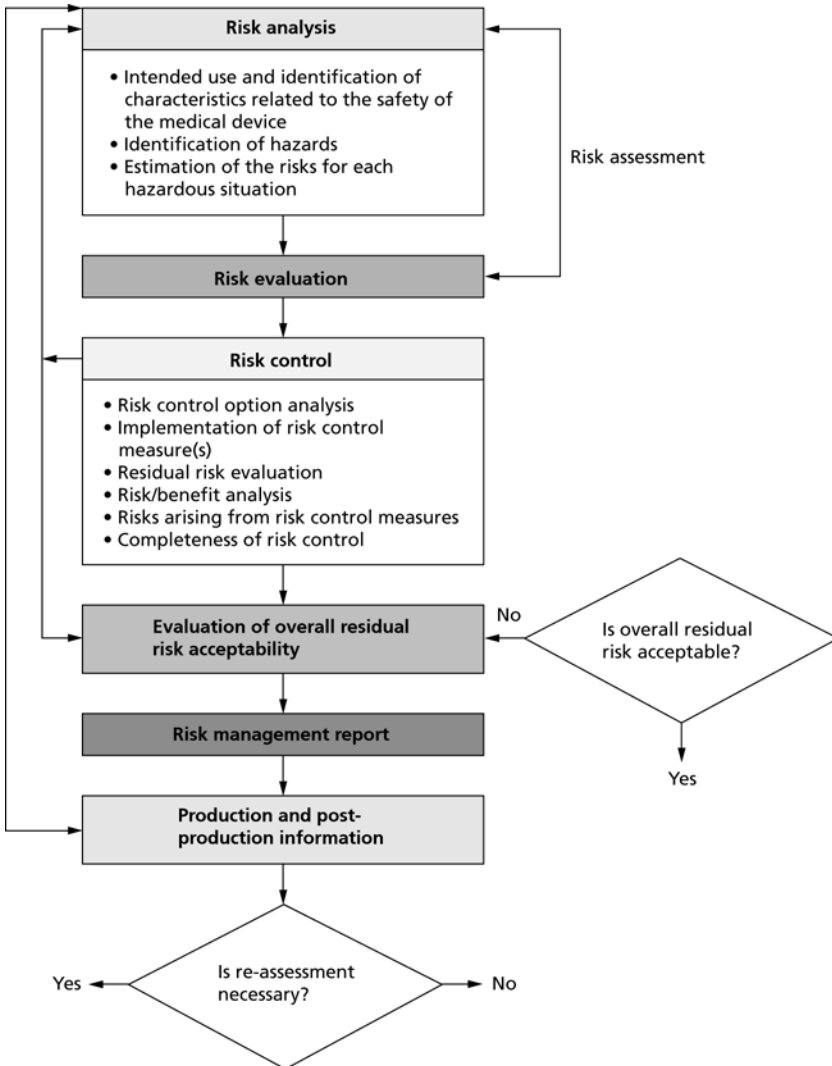 Risk analysis
• Intended use and identification of
characteristics related to the safety of
the medical device
• Identification of hazards
• Estimation of the risks for each
hazardous situation
Risk assessment
Risk evaluation
Risk control
• Risk control option analysis
• Implementation of risk control
measure(s)
• Residual risk evaluation
• Risk/benefit analysis
• Risks arising from risk control measures
• Completeness of risk control
Evaluation of overall residual
risk acceptability
No
Is overall residual
risk acceptable?
Yes
Risk management report
Production and post-
production information
Is re-assessment
necessary?
Yes
No